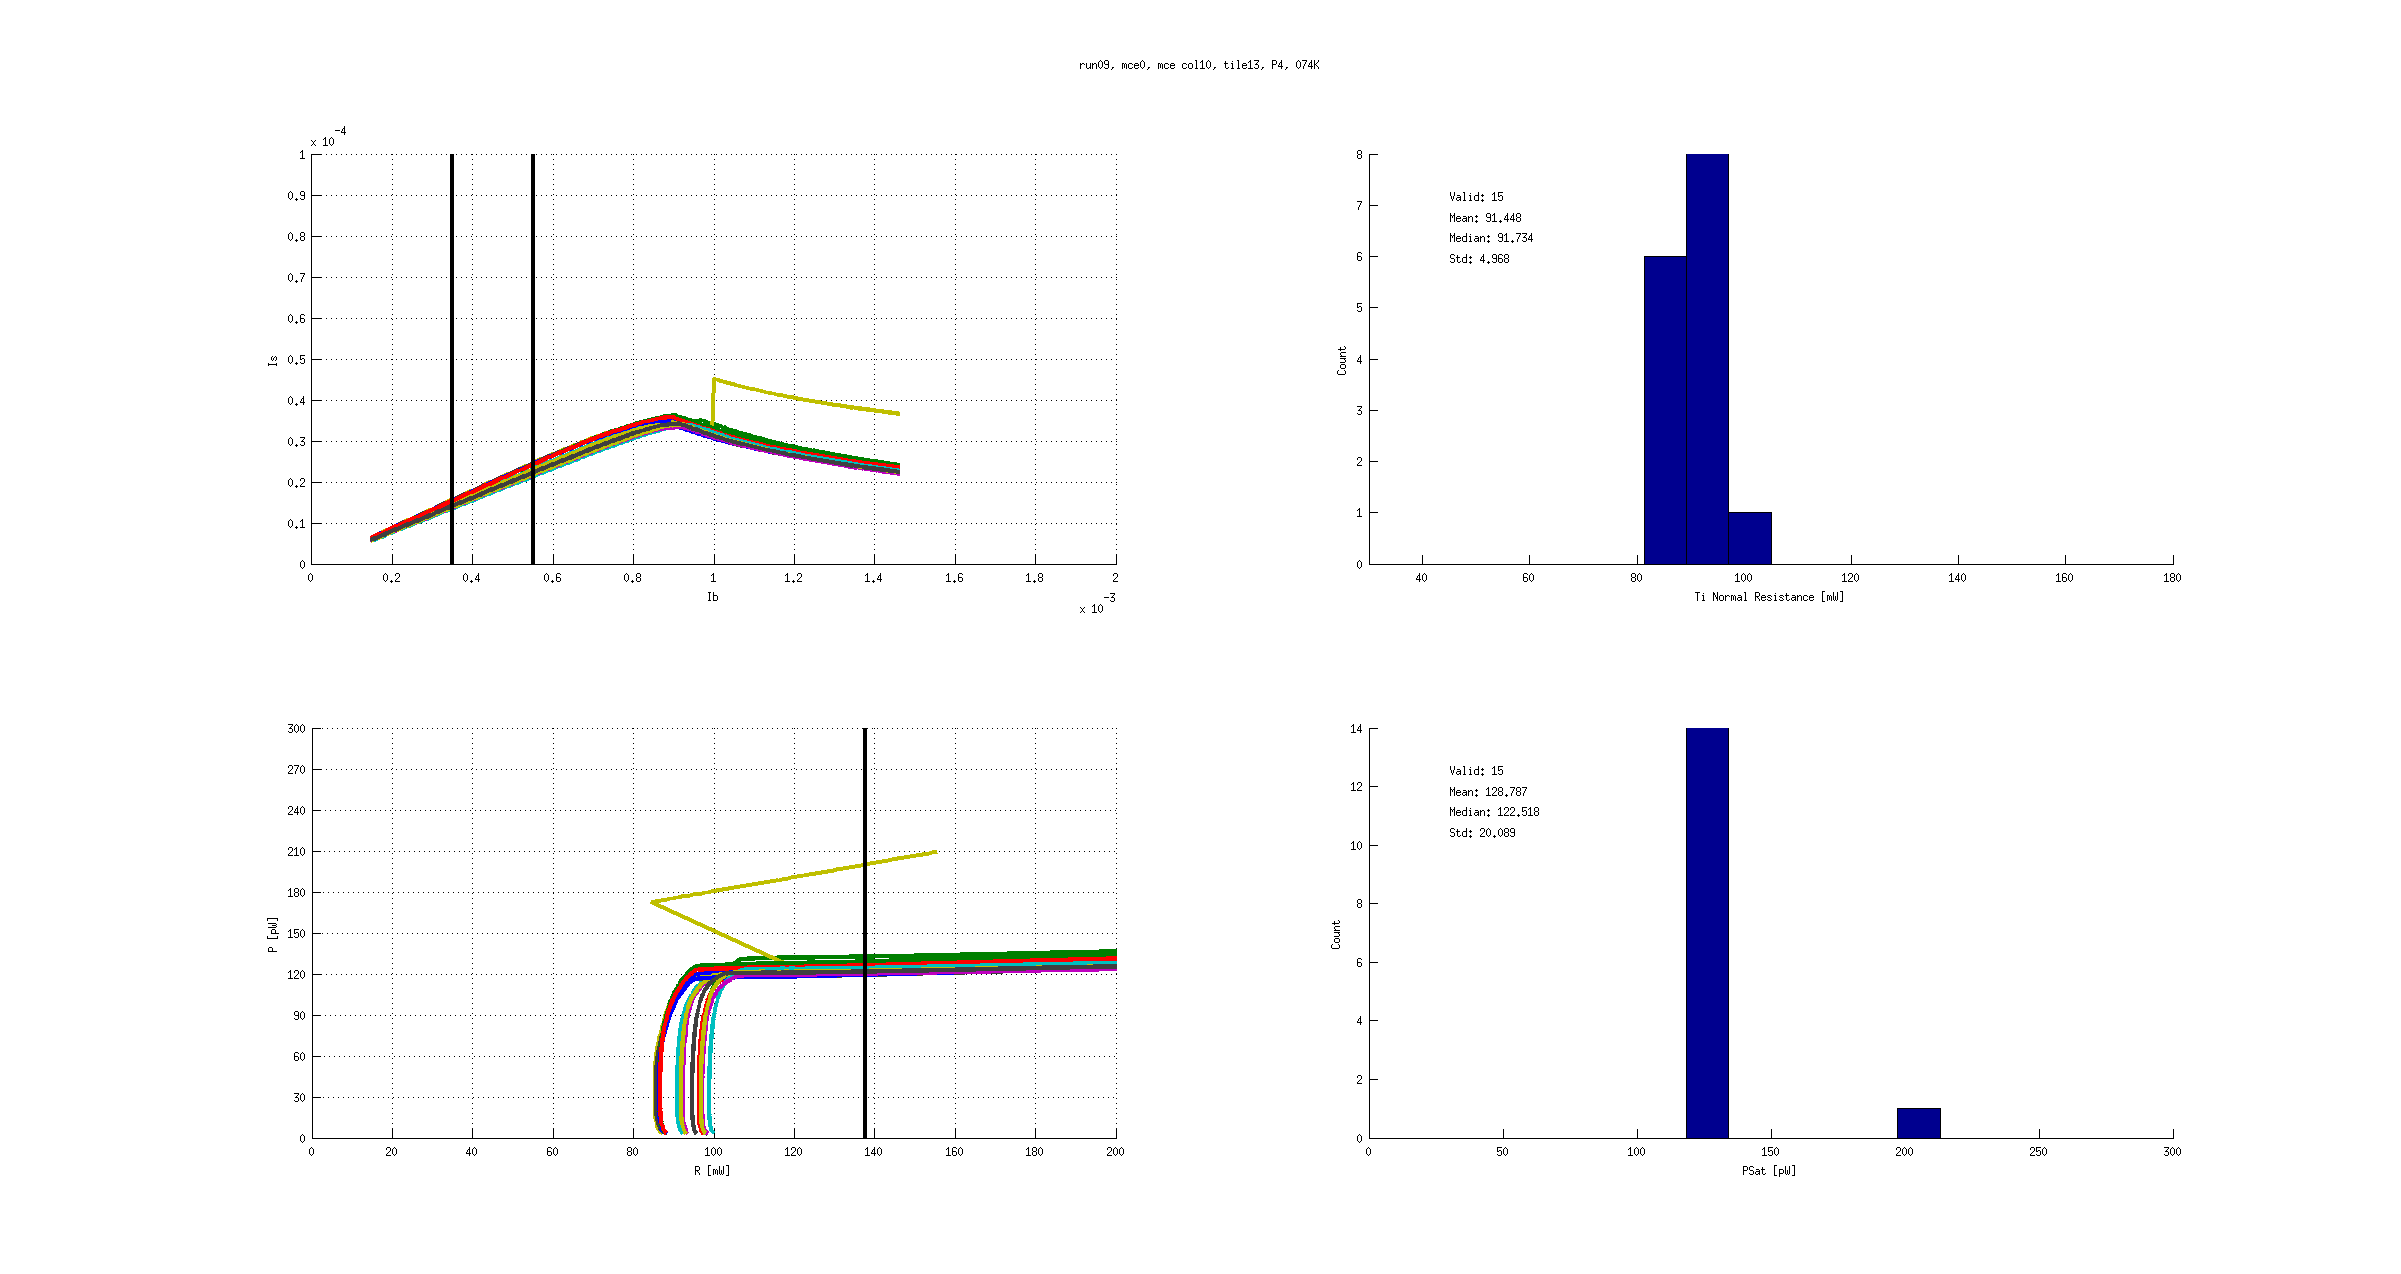 run09, mce0, mce col10, tile13, P4, 074K
x 10^-4
1
0.9
0.8
0.7
0.6
0.5
0.4
0.3
0.2
0.1
0
Is
0 0.2 0.4 0.6 0.8 1 1.2 1.4 1.6 1.8 2
Ib
x 10^-3
8
7
6
5
4
3
2
1
0
Count
Valid: 15
Mean: 91.448
Median: 91.734
Std: 4.968
40 60 80 100 120 140 160 180
Ti Normal Resistance [mW]
300
270
240
210
180
150
120
90
60
30
0
P [pW]
0 20 40 60 80 100 120 140 160 180 200
R [mW]
14
12
10
8
6
4
2
0
Count
Valid: 15
Mean: 128.787
Median: 122.518
Std: 20.089
0 50 100 150 200 250 300
PSat [pW]